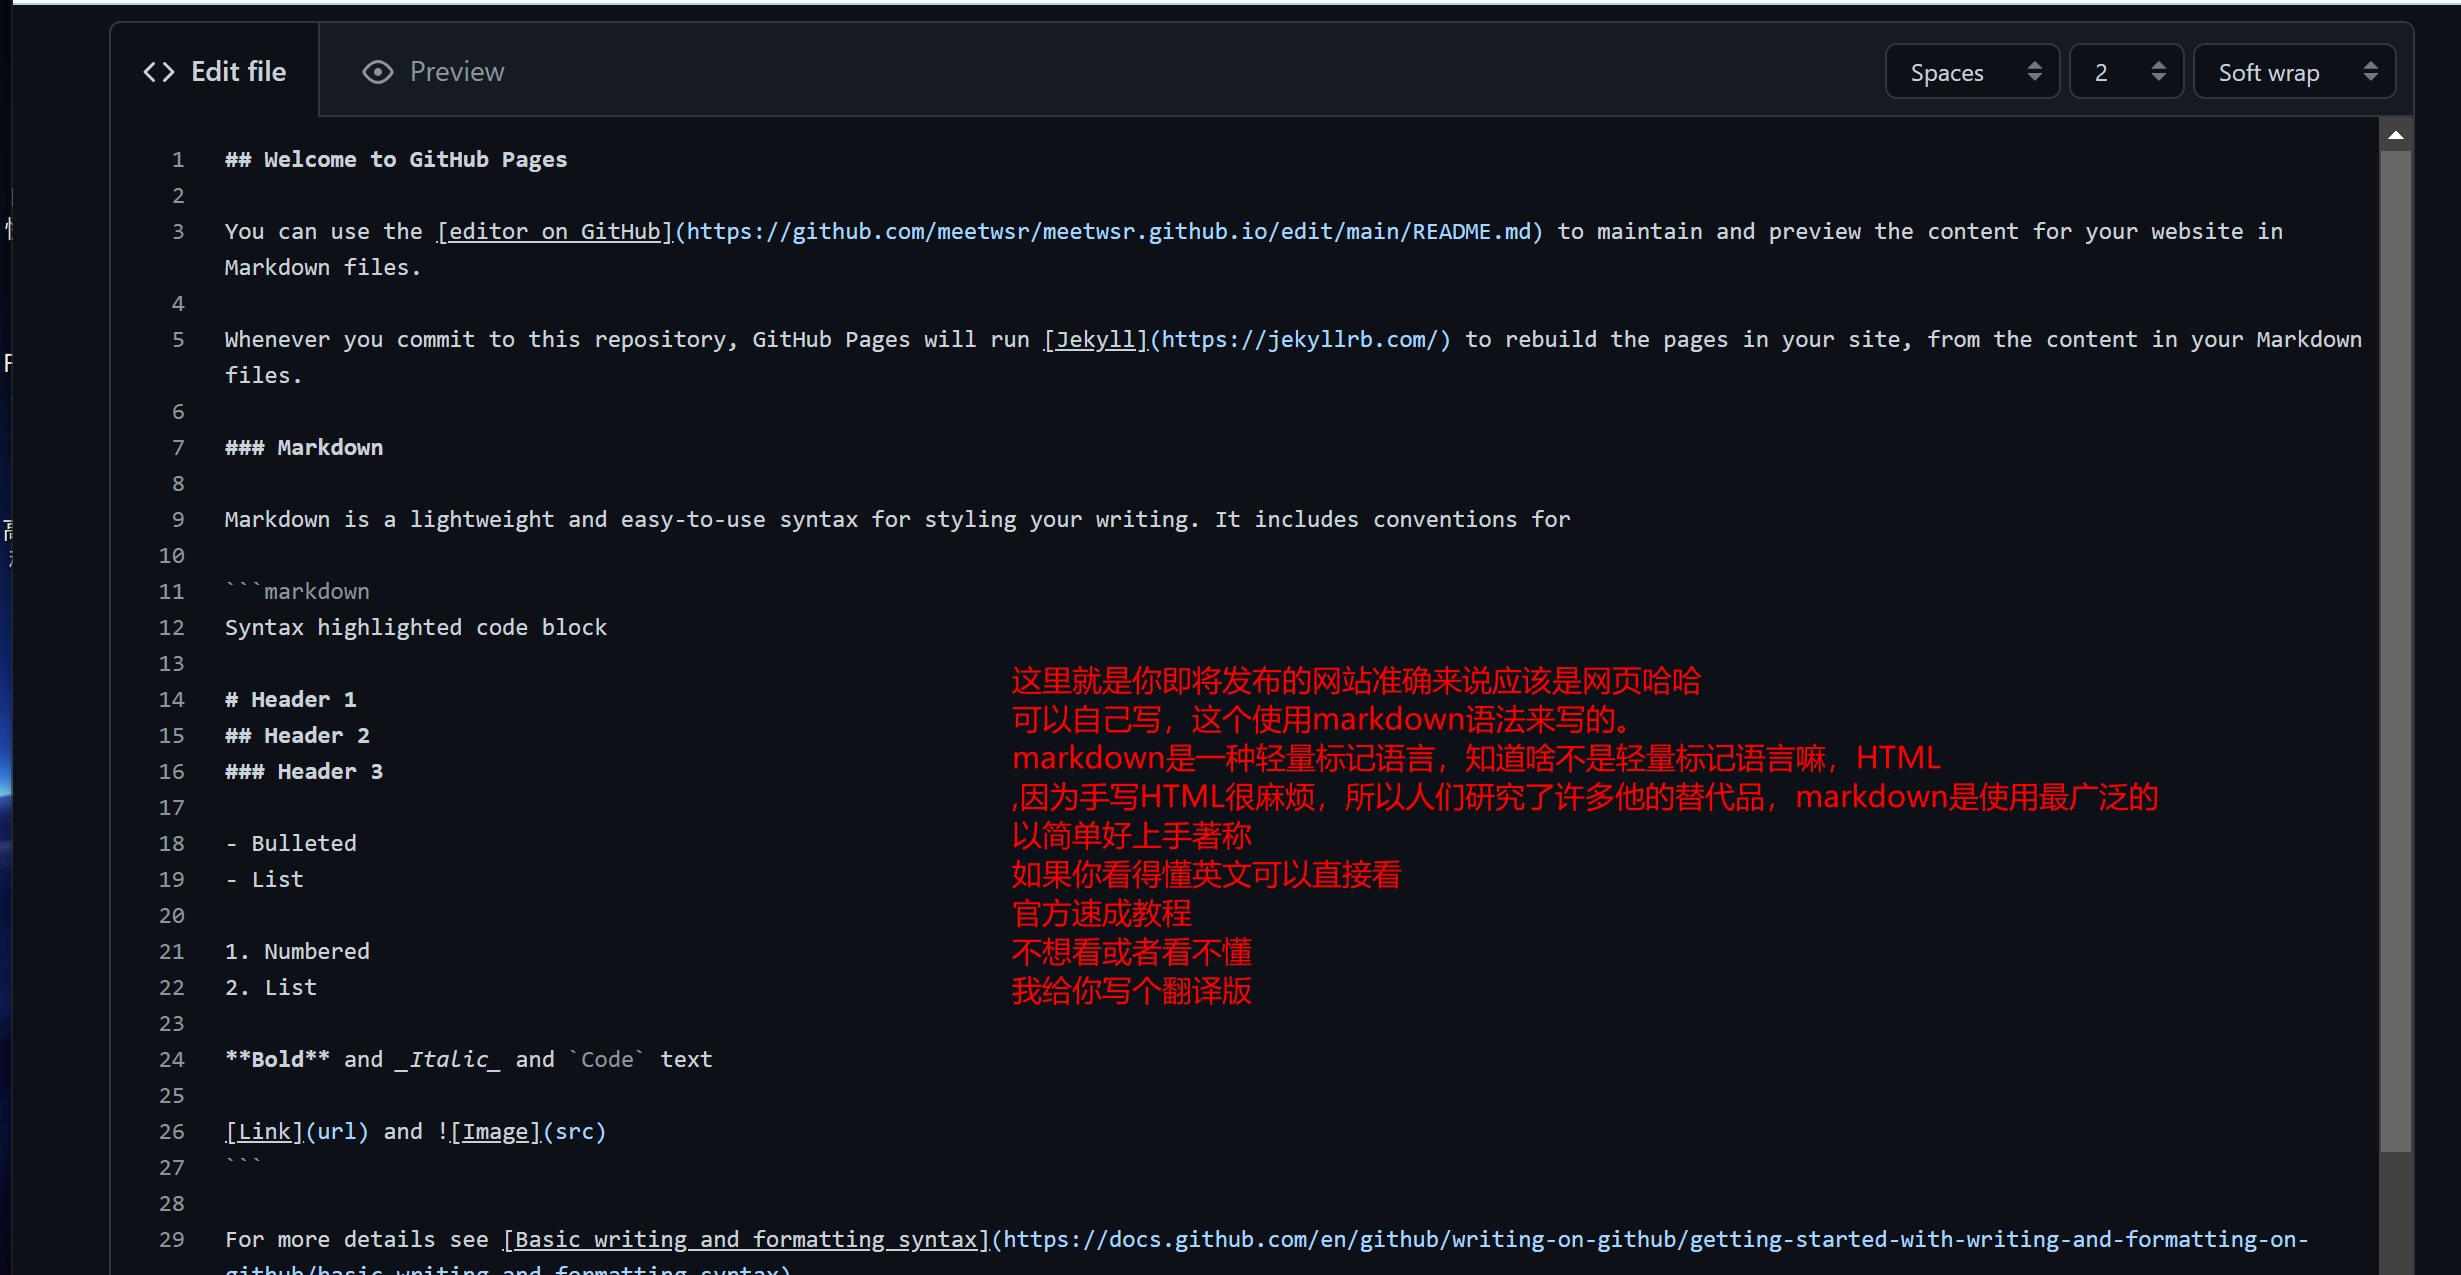 Edit file
Preview
Spaces
2
Soft wrap
1 ## Welcome to GitHub Pages
2
3 You can use the [editor on GitHub](https://github.com/meetwsr/meetwsr.github.io/edit/main/README.md) to maintain and preview the content for your website in
Markdown files.
4
5 Whenever you commit to this repository, GitHub Pages will run [Jekyll](https://jekyllrb.com/) to rebuild the pages in your site, from the content in your Markdown
files.
6
7 ### Markdown
8
9 Markdown is a lightweight and easy-to-use syntax for styling your writing. It includes conventions for
10
11 ```markdown
12 Syntax highlighted code block
13
14 # Header 1
15 ## Header 2
16 ### Header 3
17
18 - Bulleted
19 - List
20
21 1. Numbered
22 2. List
23
24 **Bold** and _Italic_ and `Code` text
25
26 [Link](url) and ![Image](src)
27 ```
28
29 For more details see [Basic writing and formatting syntax](https://docs.github.com/en/github/writing-on-github/getting-started-with-writing-and-formatting-on-
github/basic-writing-and-formatting-syntax)
这里就是你即将发布的网站准确来说应该是网页哈哈
可以自己写，这个使用markdown语法来写的。
markdown是一种轻量标记语言，知道啥不是轻量标记语言嘛，HTML
,因为手写HTML很麻烦，所以人们研究了许多他的替代品，markdown是使用最广泛的
以简单好上手著称
如果你看得懂英文可以直接看
官方速成教程
不想看或者看不懂
我给你写个翻译版